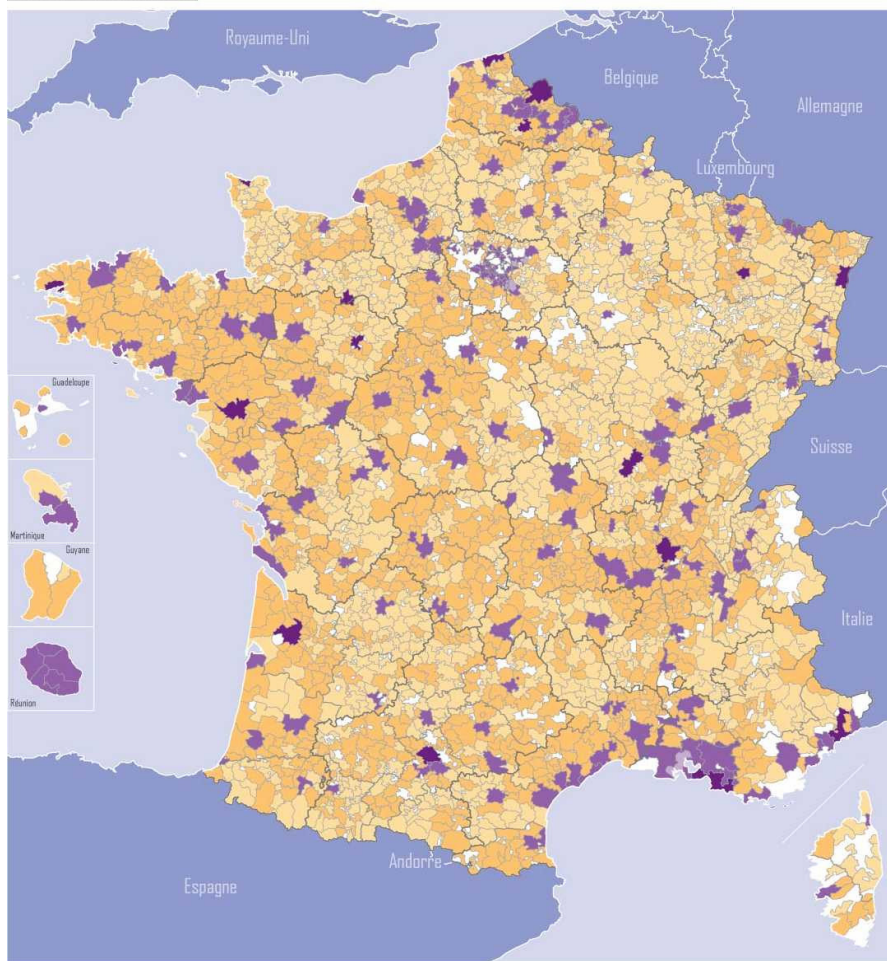 Royaume-Uni
Belgique
Allemagne
Luxembourg
Guadeloupe
Suisse
Martinique
Guyane
Italie
Réunion
Andorre
Espagne